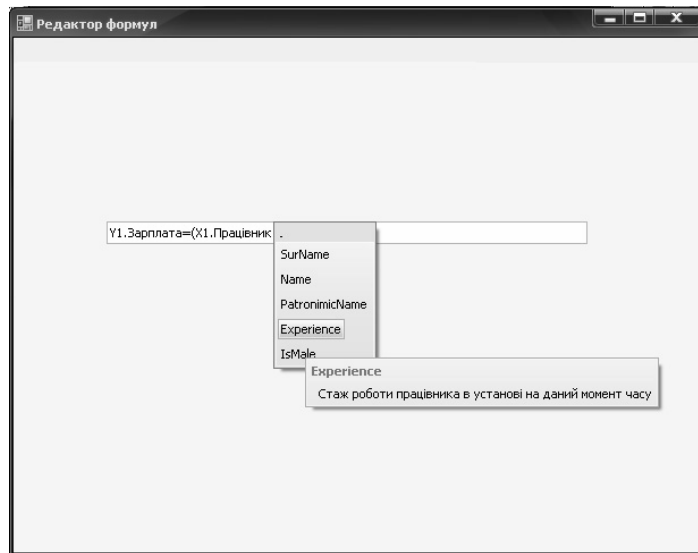 Редактор формул
Y1.Зарплата=(X1.Працівник .
SurName
Name
PatronimicName
Experience
IsMale
Experience
Стаж роботи працівника в установі на даний момент часу